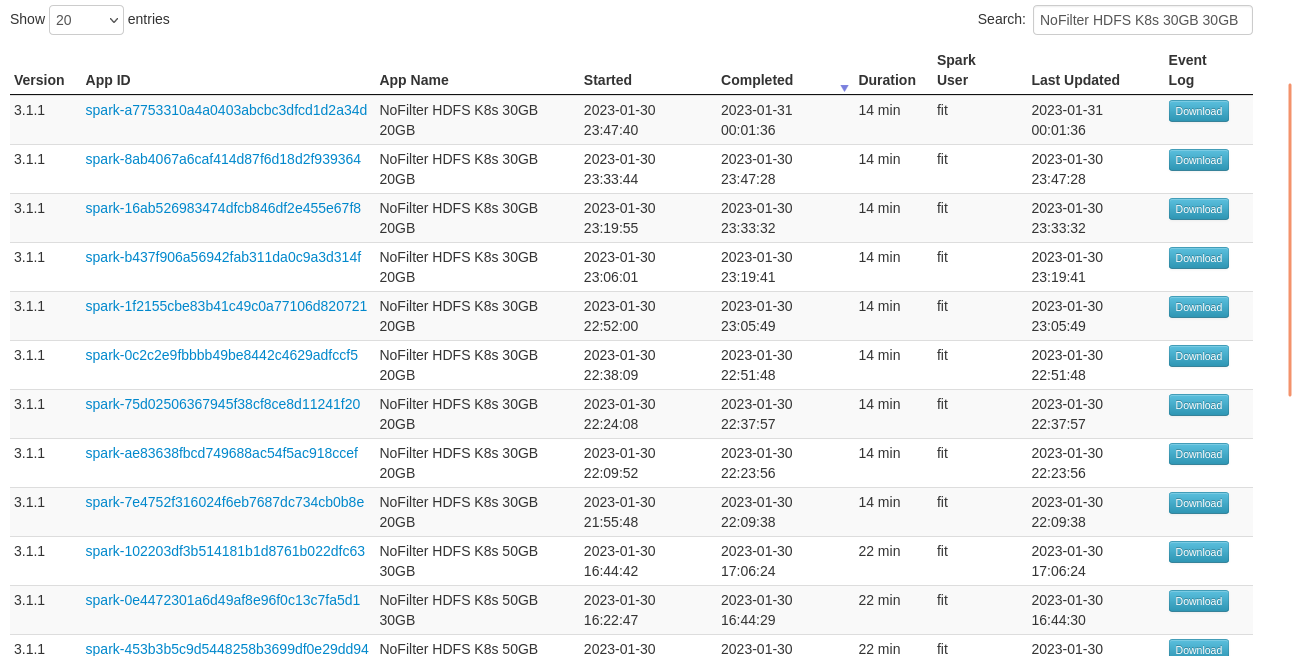 Show 20 entries Search: NoFilter HDFS K8s 30GB 30GB
Spark Event
Version App ID App Name Started Completed Duration User Last Updated Log
3.1.1 spark-a7753310a4a0403abcbc3dfcd1d2a34d NoFilter HDFS K8s 30GB 2023-01-30 2023-01-31 14 min fit 2023-01-31 Download
20GB 23:47:40 00:01:36 00:01:36
3.1.1 spark-8ab4067a6caf414d87f6d18d2f939364 NoFilter HDFS K8s 30GB 2023-01-30 2023-01-30 14 min fit 2023-01-30 Download
20GB 23:33:44 23:47:28 23:47:28
3.1.1 spark-16ab526983474dfcb846df2e455e67f8 NoFilter HDFS K8s 30GB 2023-01-30 2023-01-30 14 min fit 2023-01-30 Download
20GB 23:19:55 23:33:32 23:33:32
3.1.1 spark-b437f906a56942fab311da0c9a3d314f NoFilter HDFS K8s 30GB 2023-01-30 2023-01-30 14 min fit 2023-01-30 Download
20GB 23:06:01 23:19:41 23:19:41
3.1.1 spark-1f2155cbe83b41c49c0a77106d820721 NoFilter HDFS K8s 30GB 2023-01-30 2023-01-30 14 min fit 2023-01-30 Download
20GB 22:52:00 23:05:49 23:05:49
3.1.1 spark-0c2c2e9fbbbb49be8442c4629adfccf5 NoFilter HDFS K8s 30GB 2023-01-30 2023-01-30 14 min fit 2023-01-30 Download
20GB 22:38:09 22:51:48 22:51:48
3.1.1 spark-75d02506367945f38cf8ce8d11241f20 NoFilter HDFS K8s 30GB 2023-01-30 2023-01-30 14 min fit 2023-01-30 Download
20GB 22:24:08 22:37:57 22:37:57
3.1.1 spark-ae83638fbcd749688ac54f5ac918ccef NoFilter HDFS K8s 30GB 2023-01-30 2023-01-30 14 min fit 2023-01-30 Download
20GB 22:09:52 22:23:56 22:23:56
3.1.1 spark-7e4752f316024f6eb7687dc734cb0b8e NoFilter HDFS K8s 30GB 2023-01-30 2023-01-30 14 min fit 2023-01-30 Download
20GB 21:55:48 22:09:38 22:09:38
3.1.1 spark-102203df3b514181b1d8761b022dfc63 NoFilter HDFS K8s 50GB 2023-01-30 2023-01-30 22 min fit 2023-01-30 Download
30GB 16:44:42 17:06:24 17:06:24
3.1.1 spark-0e4472301a6d49af8e96f0c13c7fa5d1 NoFilter HDFS K8s 50GB 2023-01-30 2023-01-30 22 min fit 2023-01-30 Download
30GB 16:22:47 16:44:29 16:44:30
3.1.1 spark-453b3b5c9d5448258b3699df0e29dd94 NoFilter HDFS K8s 50GB 2023-01-30 2023-01-30 22 min fit 2023-01-30 Download